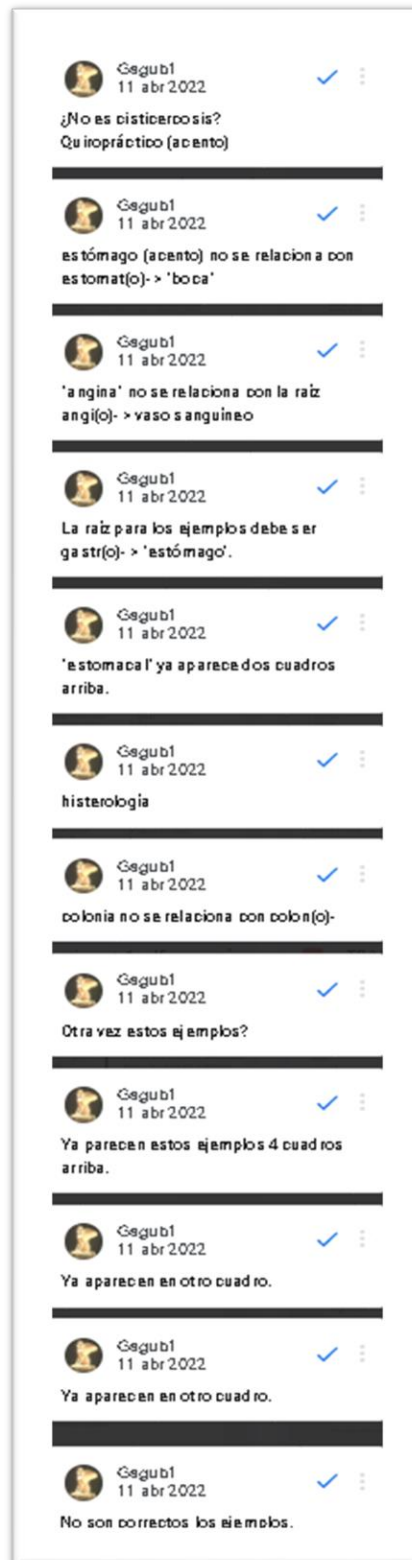 Gsgub1
11 abr 2022
¿No es cisticercosis?
Quiropráctico (acento)
Gsgub1
11 abr 2022
estómago (acento) no se relaciona con
estomat(o)- > 'boca'
Gsgub1
11 abr 2022
'angina' no se relaciona con la raíz
angi(o)- > vaso sanguíneo
Gsgub1
11 abr 2022
La raíz para los ejemplos debe ser
gastr(o)- > 'estómago'.
Gsgub1
11 abr 2022
'estomacal' ya aparece dos cuadros
arriba.
Gsgub1
11 abr 2022
histerología
Gsgub1
11 abr 2022
colonia no se relaciona con colon(o)-
Gsgub1
11 abr 2022
Otra vez estos ejemplos?
Gsgub1
11 abr 2022
Ya parecen estos ejemplos 4 cuadros
arriba.
Gsgub1
11 abr 2022
Ya aparecen en otro cuadro.
Gsgub1
11 abr 2022
Ya aparecen en otro cuadro.
Gsgub1
11 abr 2022
No son correctos los ejemplos.